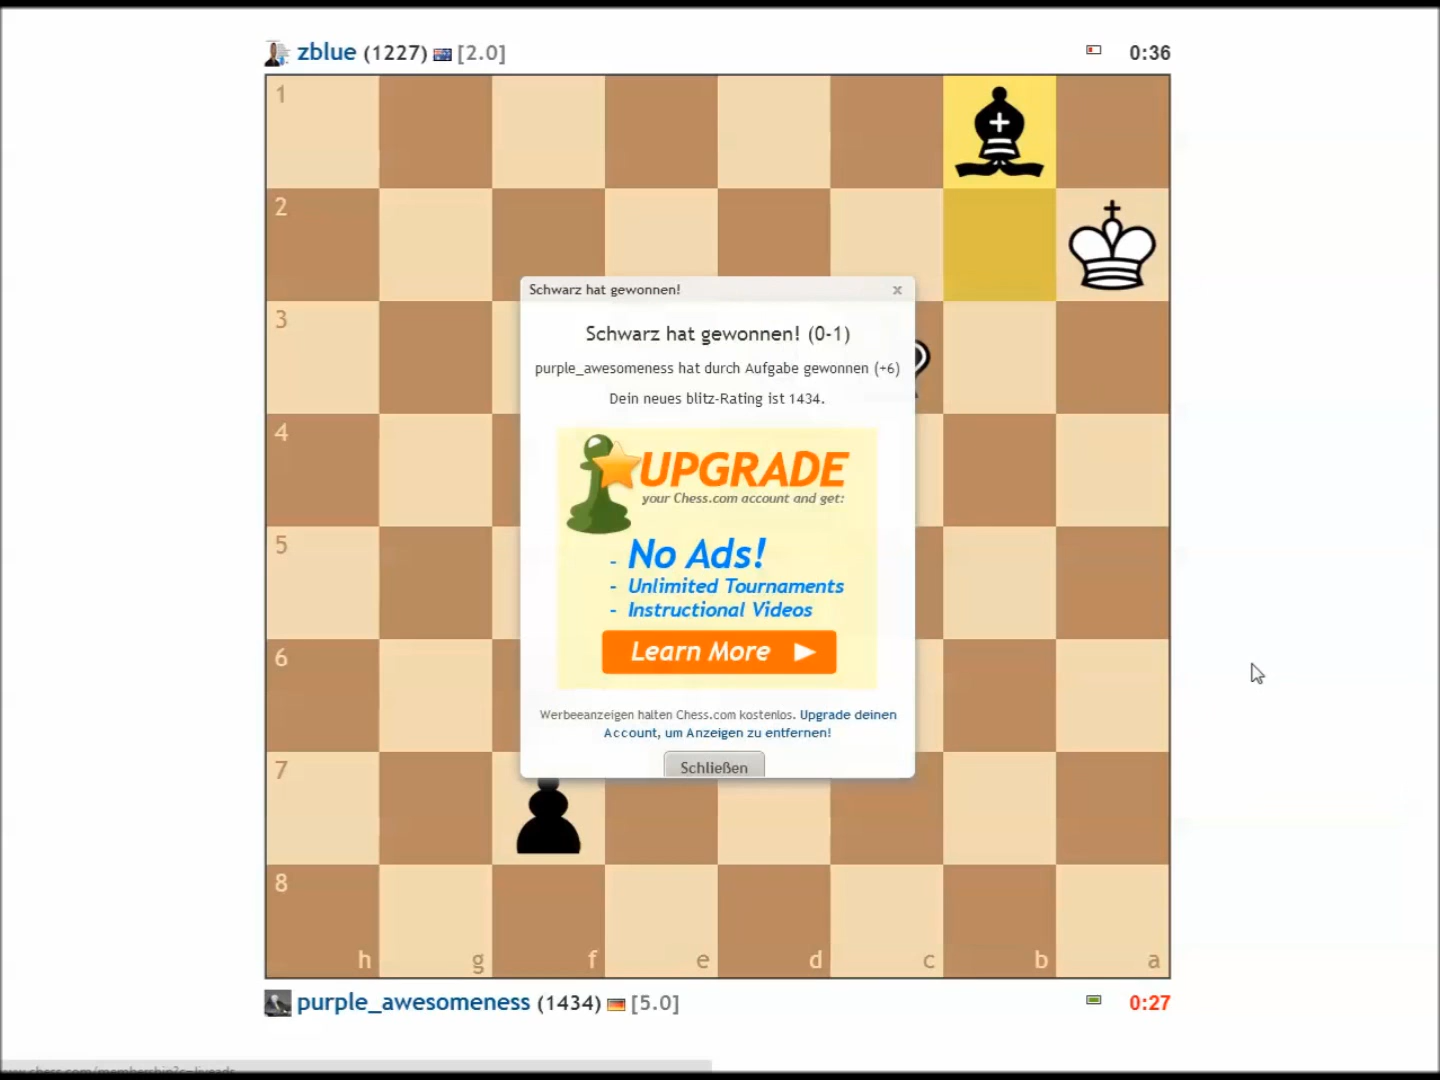 zblue (1227) [2.0]
0:36
1
2
3
4
5
6
7
8
h g f e d c b a
Schwarz hat gewonnen! x
Schwarz hat gewonnen! (0-1)
purple_awesomeness hat durch Aufgabe gewonnen (+6)
Dein neues blitz-Rating ist 1434.
UPGRADE
your Chess.com account and get:
- No Ads!
- Unlimited Tournaments
- Instructional Videos
Learn More
Werbeeanzeigen halten Chess.com kostenlos. Upgrade deinen
Account, um Anzeigen zu entfernen!
Schließen
purple_awesomeness (1434) [5.0]
0:27